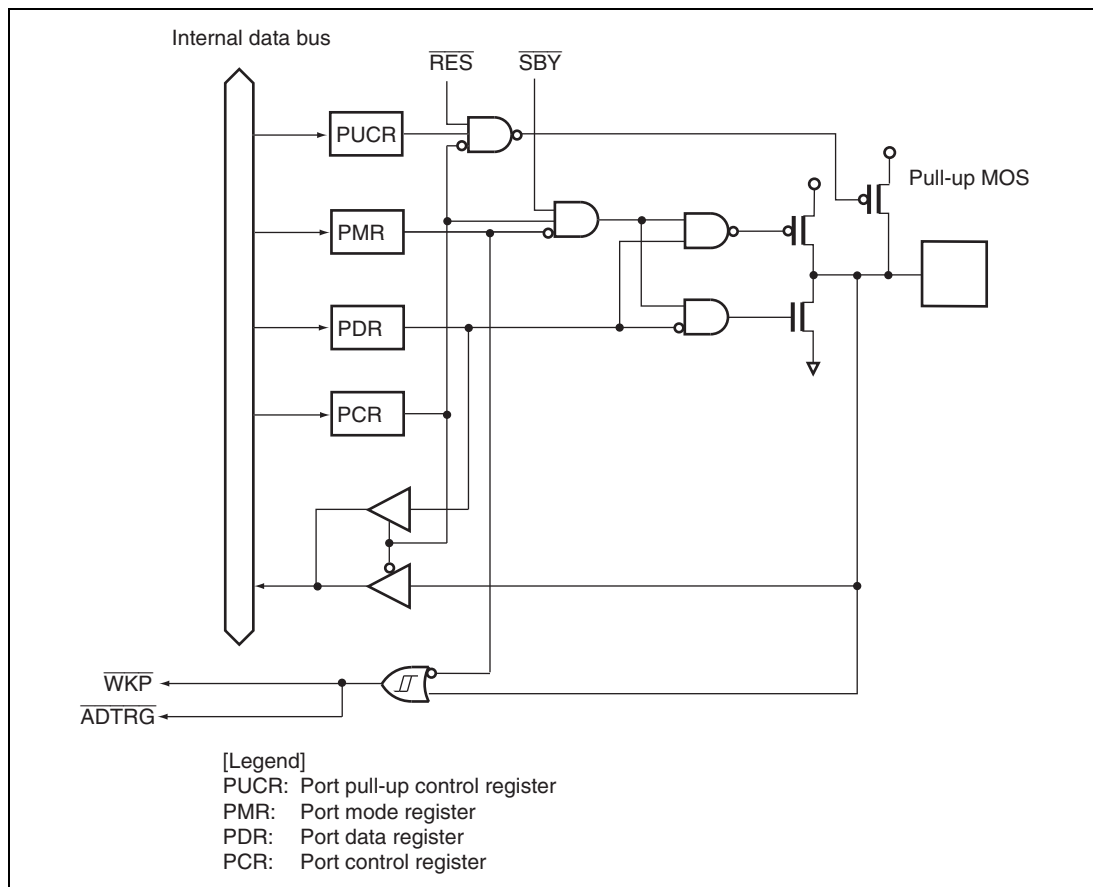 Internal data bus
RES
SBY
PUCR
Pull-up MOS
PMR
PDR
PCR
WKP
ADTRG
[Legend]
PUCR: Port pull-up control register
PMR: Port mode register
PDR: Port data register
PCR: Port control register